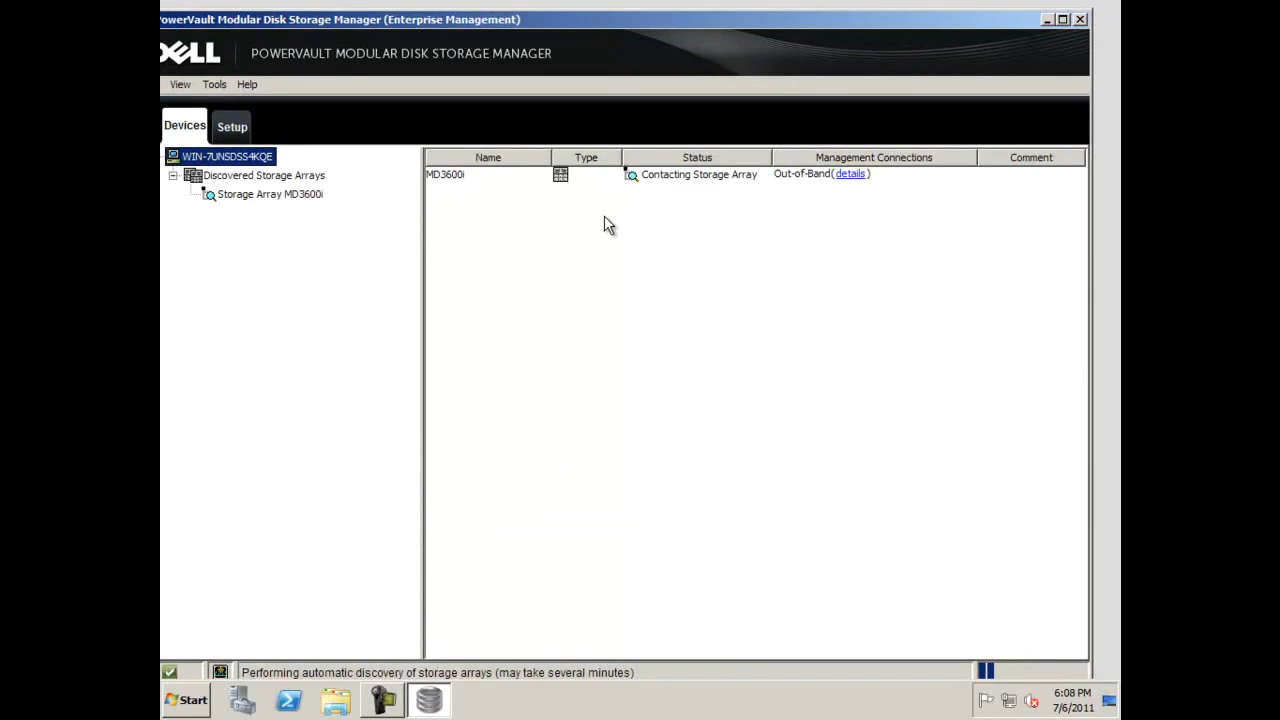 PowerVault Modular Disk Storage Manager (Enterprise Management)
DELL POWERVAULT MODULAR DISK STORAGE MANAGER
View Tools Help
Devices Setup
WIN-7UNSDSS4KQE
Discovered Storage Arrays
Storage Array MD3600i
Name Type Status Management Connections Comment
MD3600i Contacting Storage Array Out-of-Band(details)
Performing automatic discovery of storage arrays (may take several minutes)
Start
6:08 PM
7/6/2011